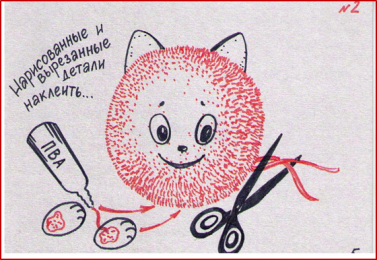 №2
Нарисованные и
вырезанные
детали
наклеить...
ПВА